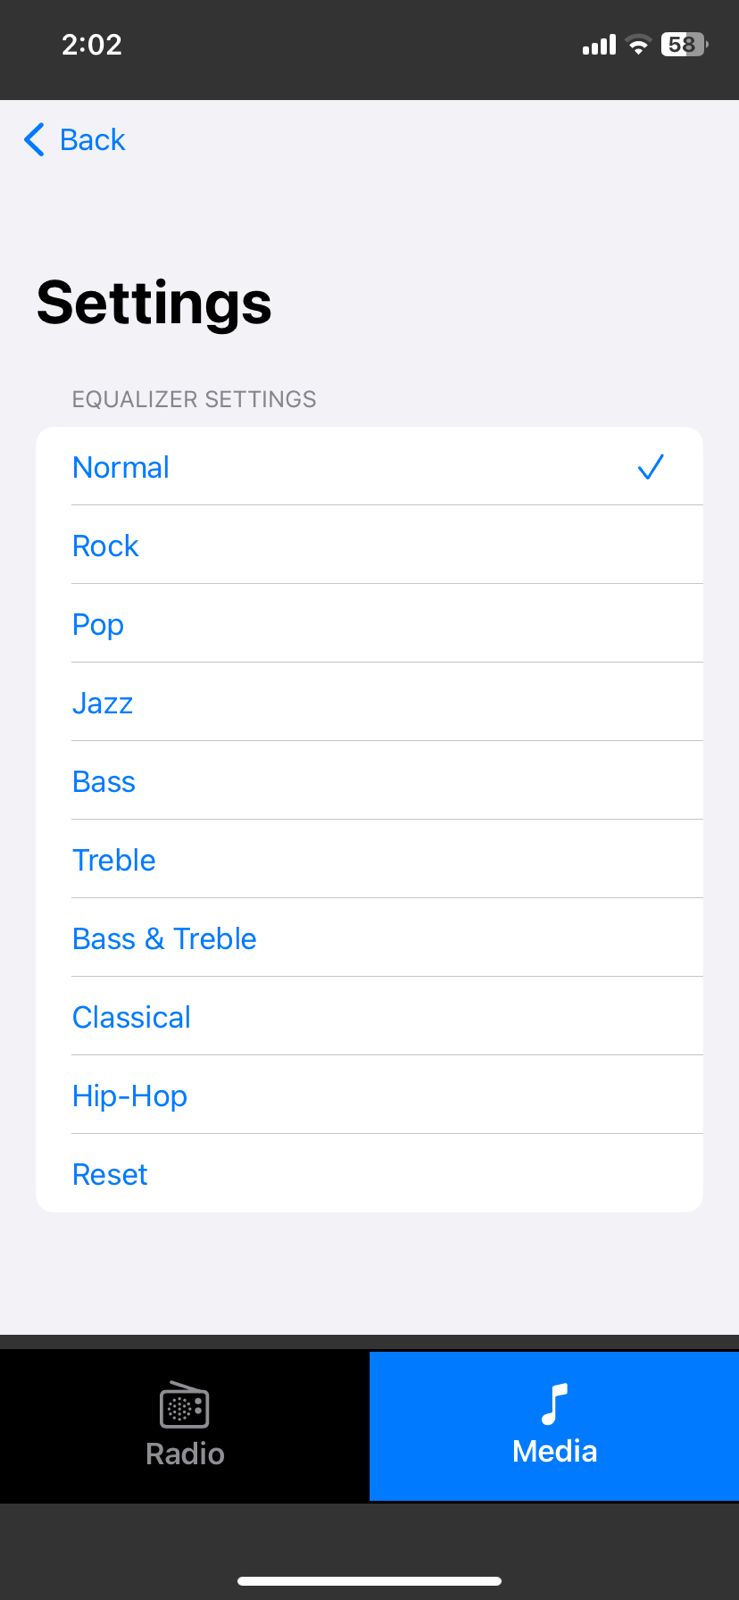 2:02
58
Back
Settings
EQUALIZER SETTINGS
Normal
Rock
Pop
Jazz
Bass
Treble
Bass & Treble
Classical
Hip-Hop
Reset
Radio
Media